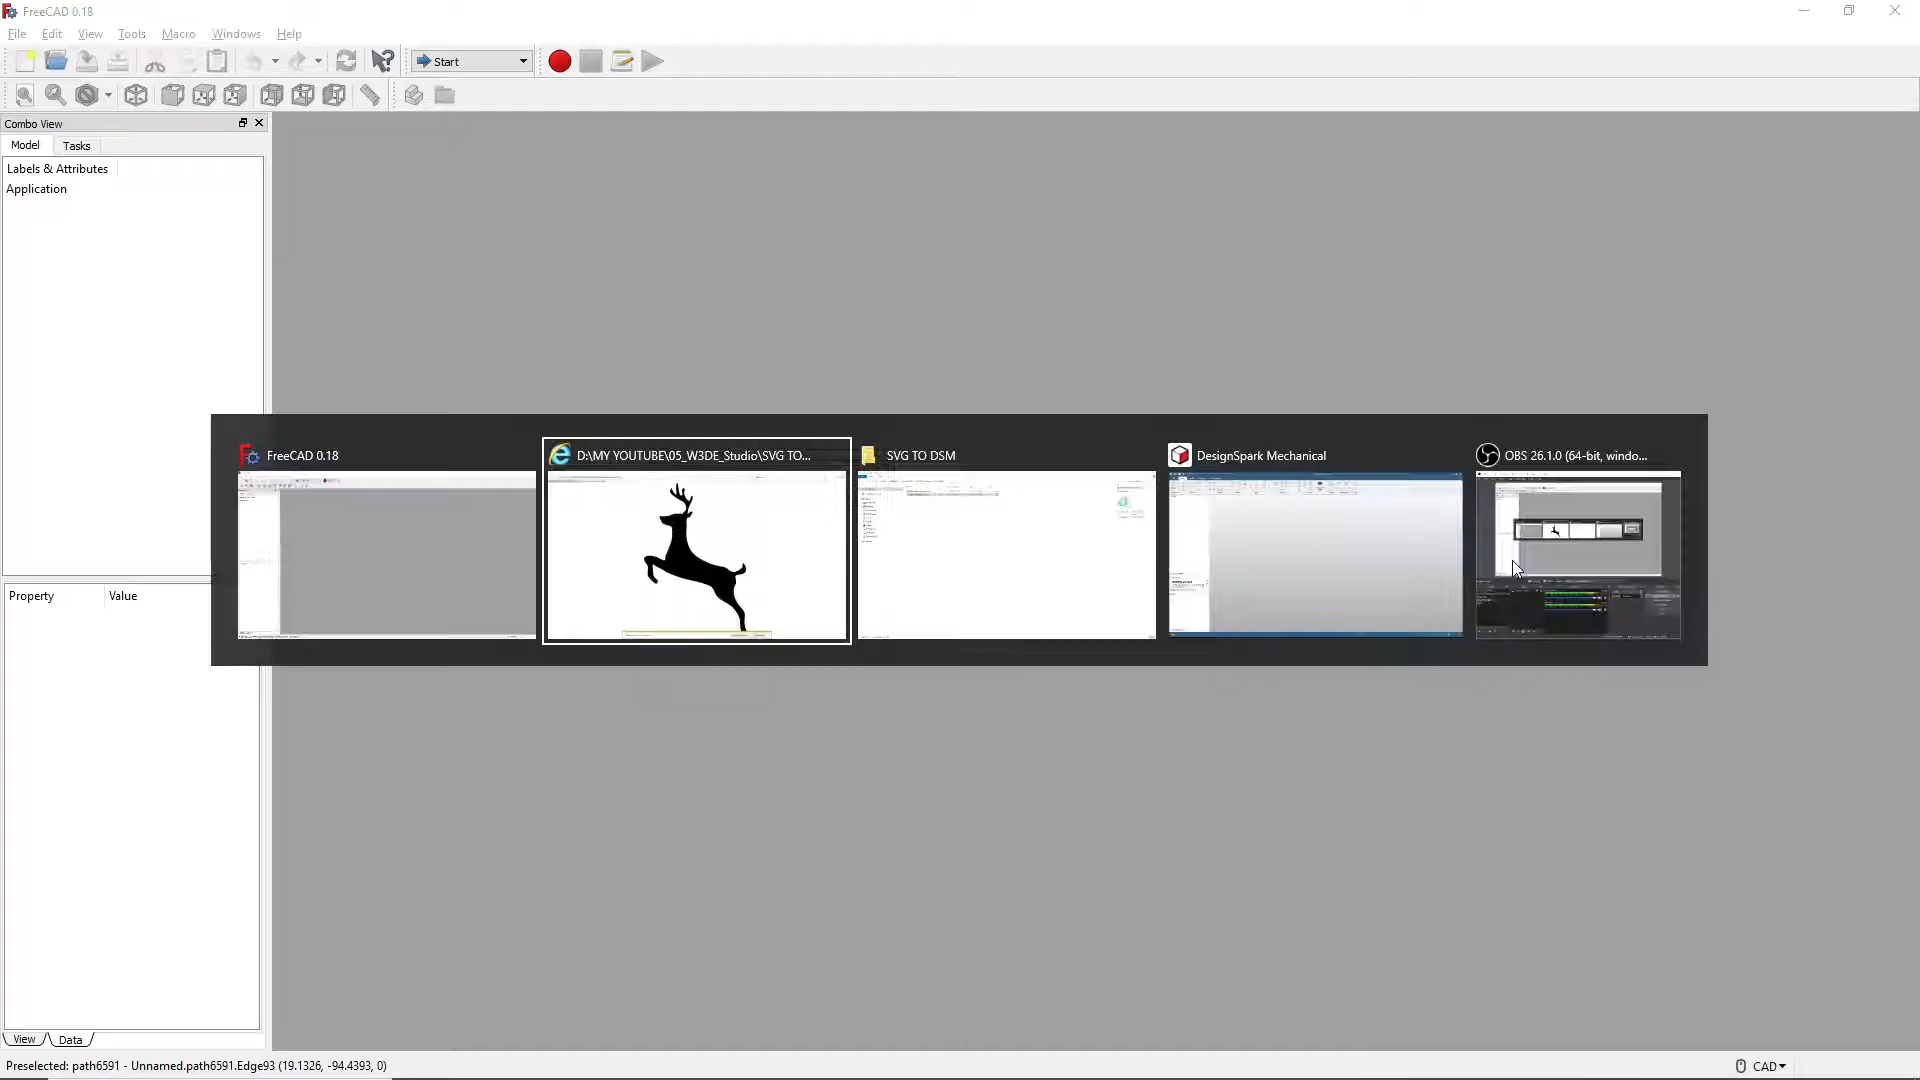 FreeCAD 0.18
File Edit View Tools Macro Windows Help
Start
Combo View
Model Tasks
Labels & Attributes
Application
FreeCAD 0.18
D:\MY YOUTUBE\05_W3DE_Studio\SVG TO...
SVG TO DSM
DesignSpark Mechanical
OBS 26.1.0 (64-bit, windo...
Property Value
View Data
Preselected: path6591 - Unnamed.path6591.Edge93 (19.1326, -94.4393, 0)
CAD